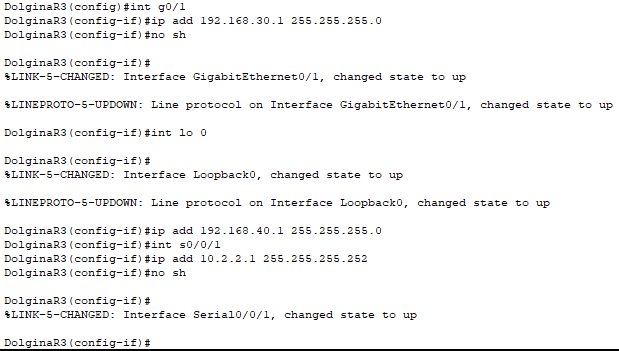 DolginaR3(config)#int g0/1
DolginaR3(config-if)#ip add 192.168.30.1 255.255.255.0
DolginaR3(config-if)#no sh
DolginaR3(config-if)#
%LINK-5-CHANGED: Interface GigabitEthernet0/1, changed state to up
%LINEPROTO-5-UPDOWN: Line protocol on Interface GigabitEthernet0/1, changed state to up
DolginaR3(config-if)#int lo 0
DolginaR3(config-if)#
%LINK-5-CHANGED: Interface Loopback0, changed state to up
%LINEPROTO-5-UPDOWN: Line protocol on Interface Loopback0, changed state to up
DolginaR3(config-if)#ip add 192.168.40.1 255.255.255.0
DolginaR3(config-if)#int s0/0/1
DolginaR3(config-if)#ip add 10.2.2.1 255.255.255.252
DolginaR3(config-if)#no sh
DolginaR3(config-if)#
%LINK-5-CHANGED: Interface Serial0/0/1, changed state to up
DolginaR3(config-if)#